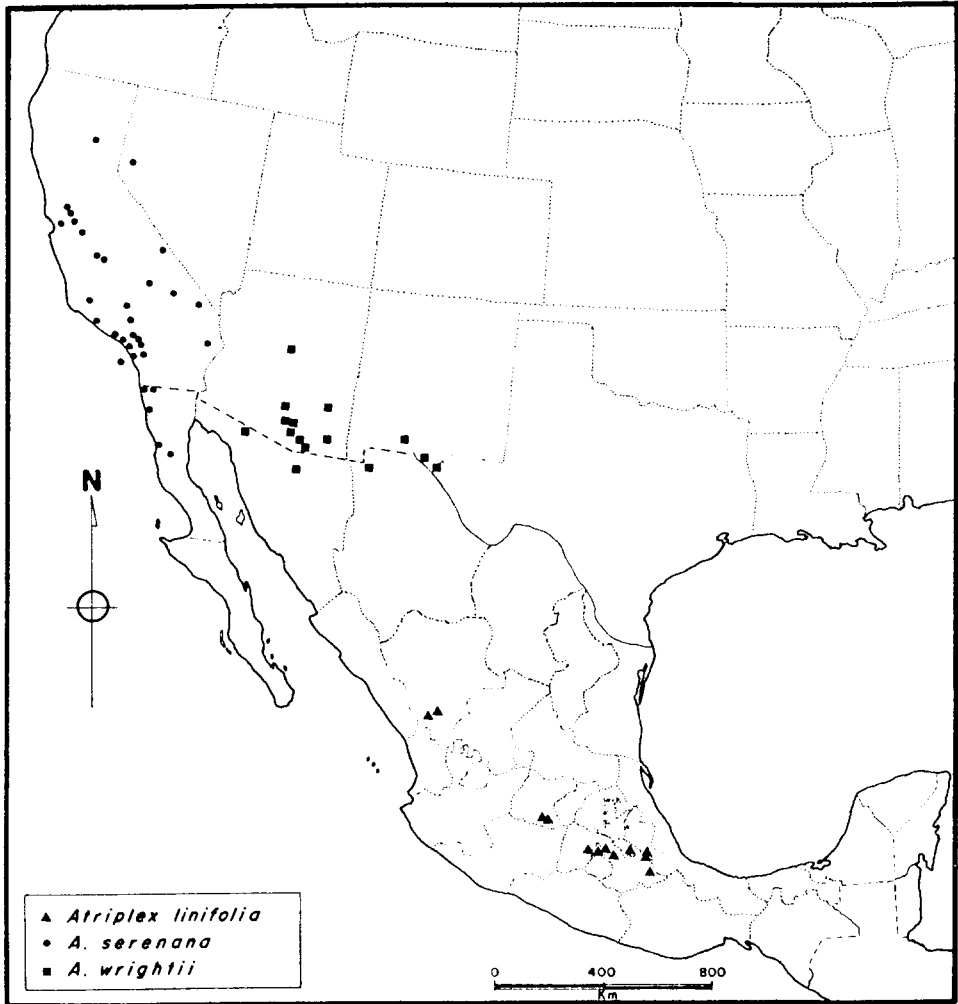 N
▲ Atriplex linifolia
● A. serenana
■ A. wrightii
0 400 800
Km